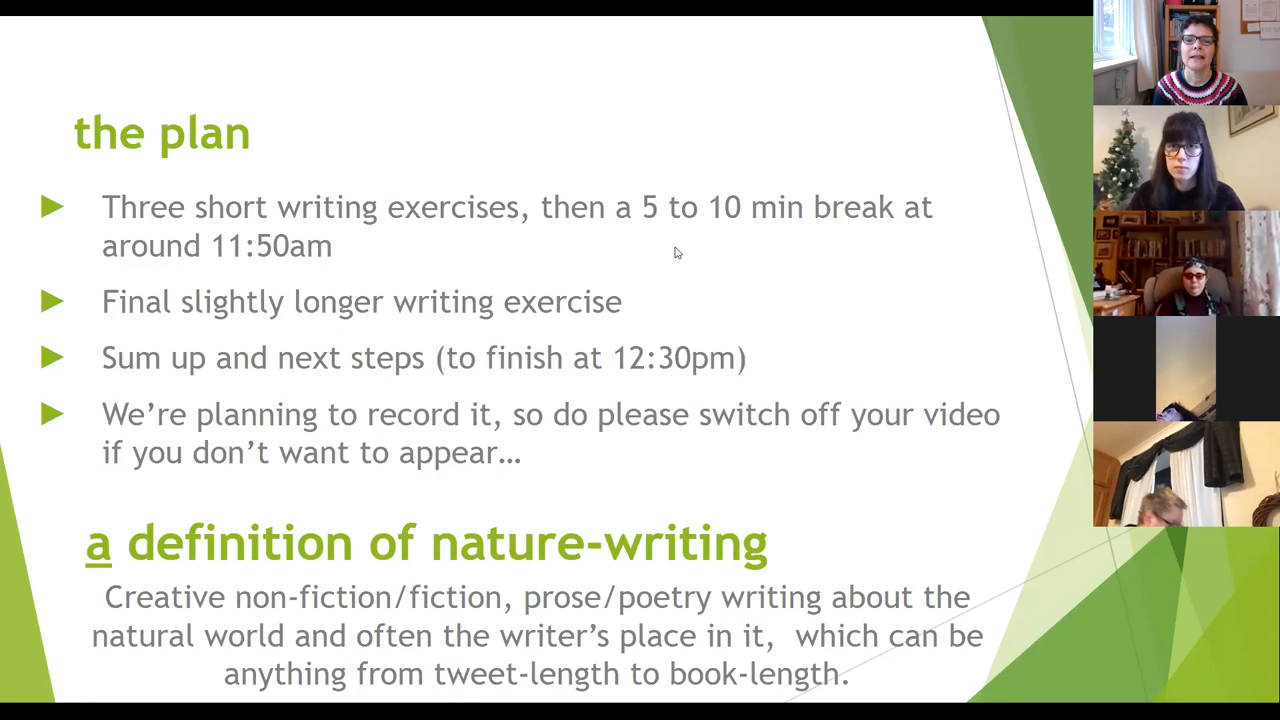 the plan
Three short writing exercises, then a 5 to 10 min break at
around 11:50am
Final slightly longer writing exercise
Sum up and next steps (to finish at 12:30pm)
We’re planning to record it, so do please switch off your video
if you don’t want to appear…
a definition of nature-writing
Creative non-fiction/fiction, prose/poetry writing about the
natural world and often the writer’s place in it, which can be
anything from tweet-length to book-length.